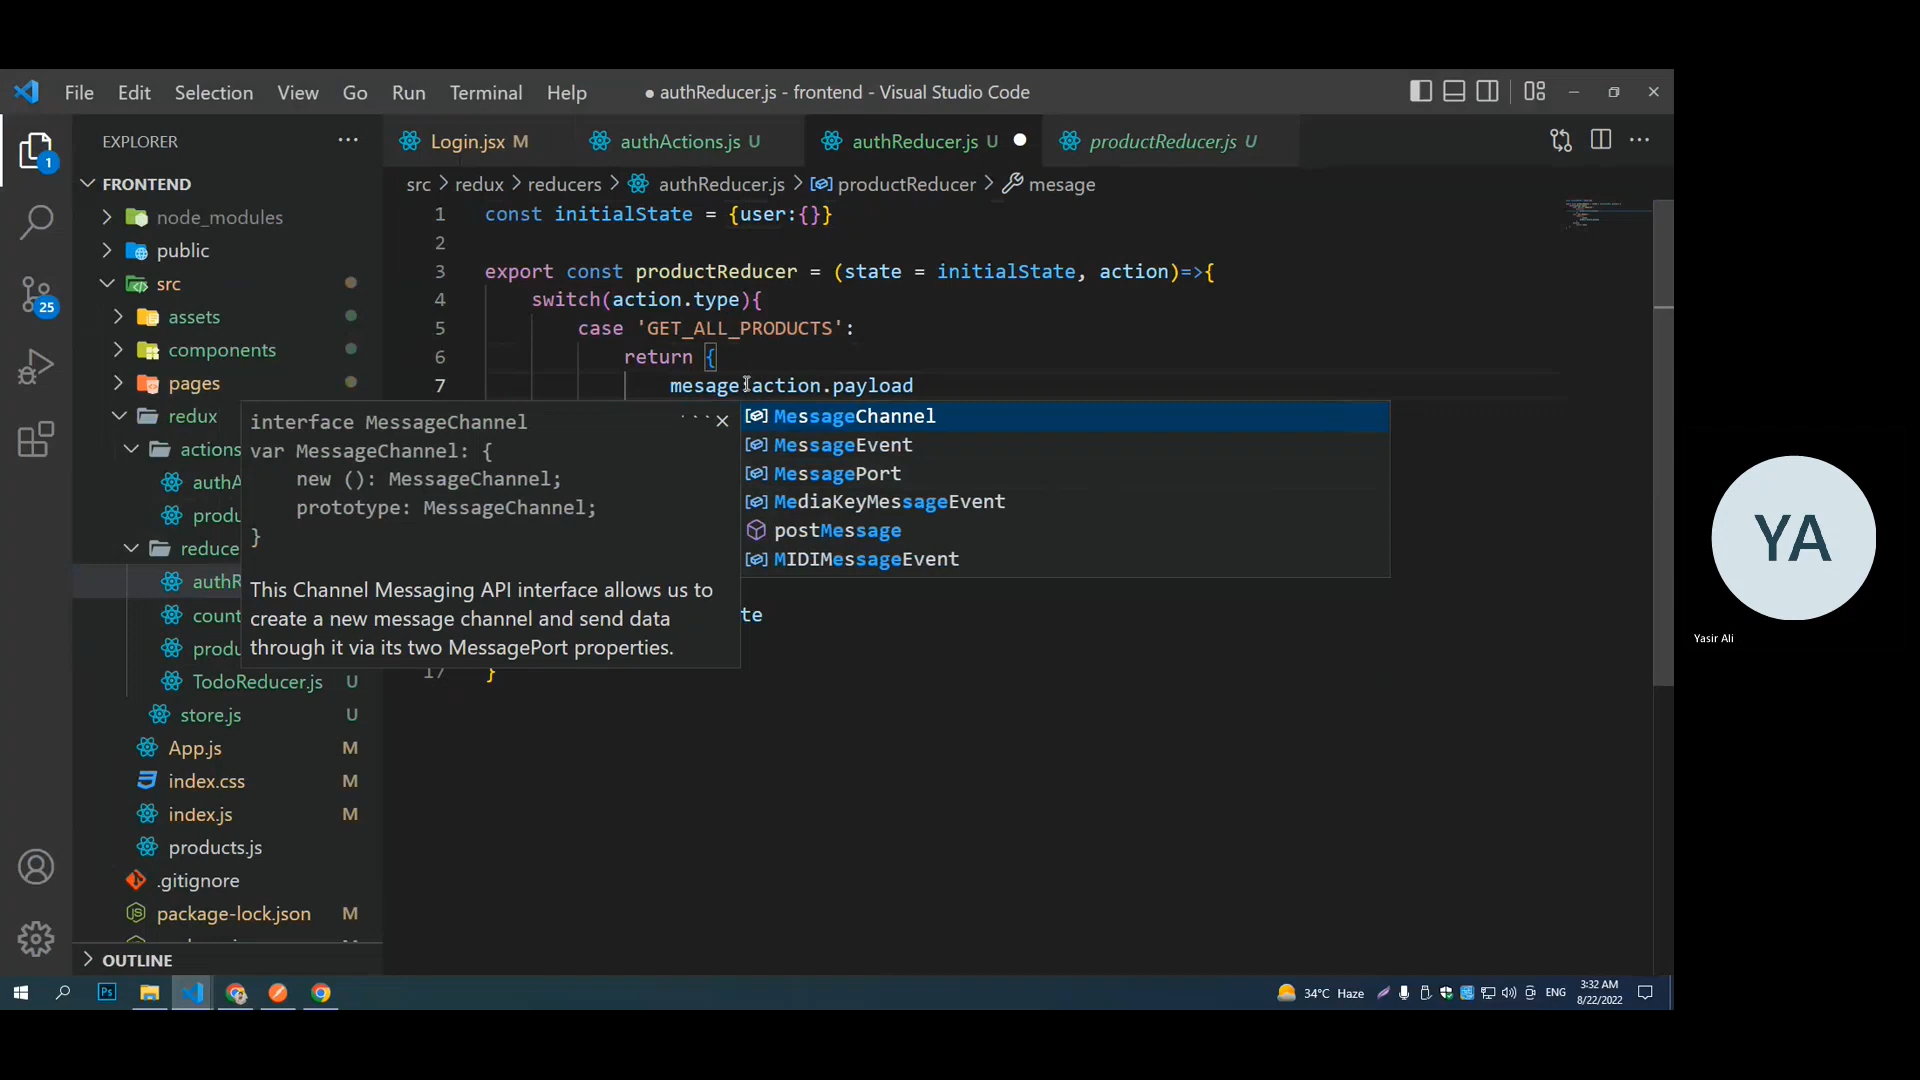 File Edit Selection View Go Run Terminal Help ● authReducer.js - frontend - Visual Studio Code
EXPLORER
Login.jsx M authActions.js U authReducer.js U productReducer.js U
src > redux > reducers > authReducer.js > productReducer > mesage
FRONTEND
node_modules
public
src
assets
components
pages
redux
actions
authA
produ
reduce
authR
count
produ
TodoReducer.js U
store.js U
App.js M
index.css M
index.js M
products.js
.gitignore
package-lock.json M
OUTLINE
1
25
1 const initialState = {user:{}}
2
3 export const productReducer = (state = initialState, action)=>{
4 switch(action.type){
5 case 'GET_ALL_PRODUCTS':
6 return {
7 mesage:action.payload
interface MessageChannel
var MessageChannel: {
new (): MessageChannel;
prototype: MessageChannel;
}
This Channel Messaging API interface allows us to
create a new message channel and send data
through it via its two MessagePort properties.
MessageChannel
MessageEvent
MessagePort
MediaKeyMessageEvent
postMessage
MIDIMessageEvent
te
17 }
YA
Yasir Ali
Ps
34°C Haze
ENG
3:32 AM
8/22/2022